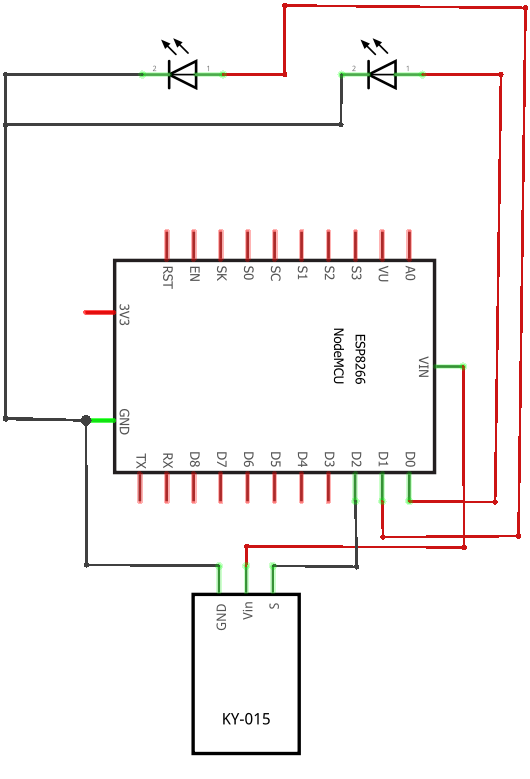 2 1 2 1
RST EN SK S0 SC S1 S2 S3 VU A0
3V3
ESP8266
NodeMCU
VIN
GND
TX RX D8 D7 D6 D5 D4 D3 D2 D1 D0
GND Vin S
KY-015